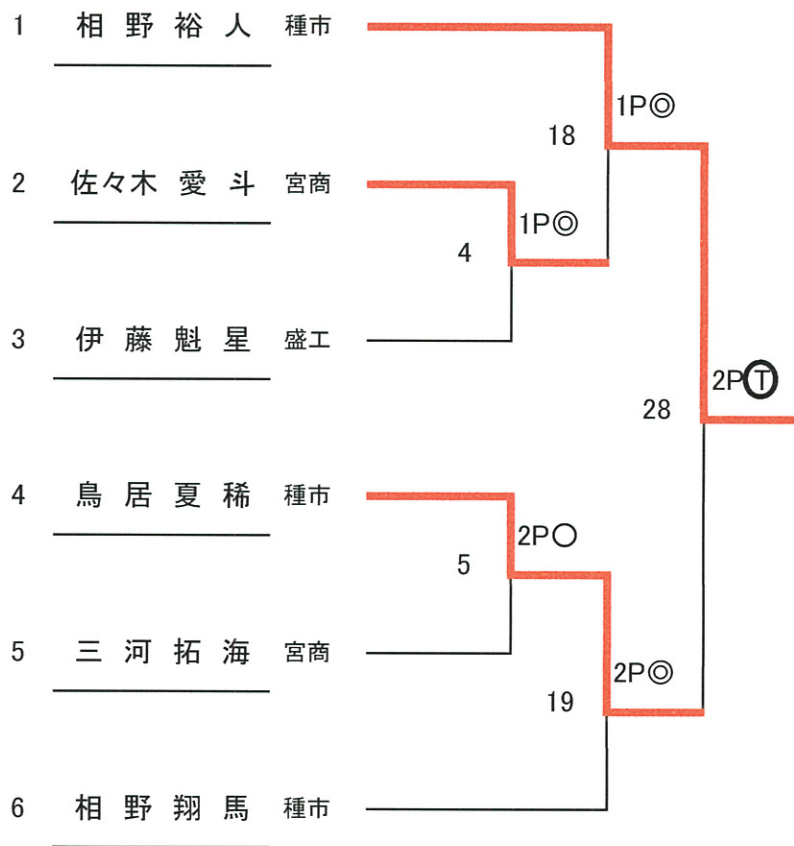 1 相野裕人 種市
1P◎
18
2 佐々木愛斗 宮商
1P◎
4
3 伊藤魁星 盛工
2PⓉ
28
4 鳥居夏稀 種市
2P○
5
5 三河拓海 宮商
2P◎
19
6 相野翔馬 種市